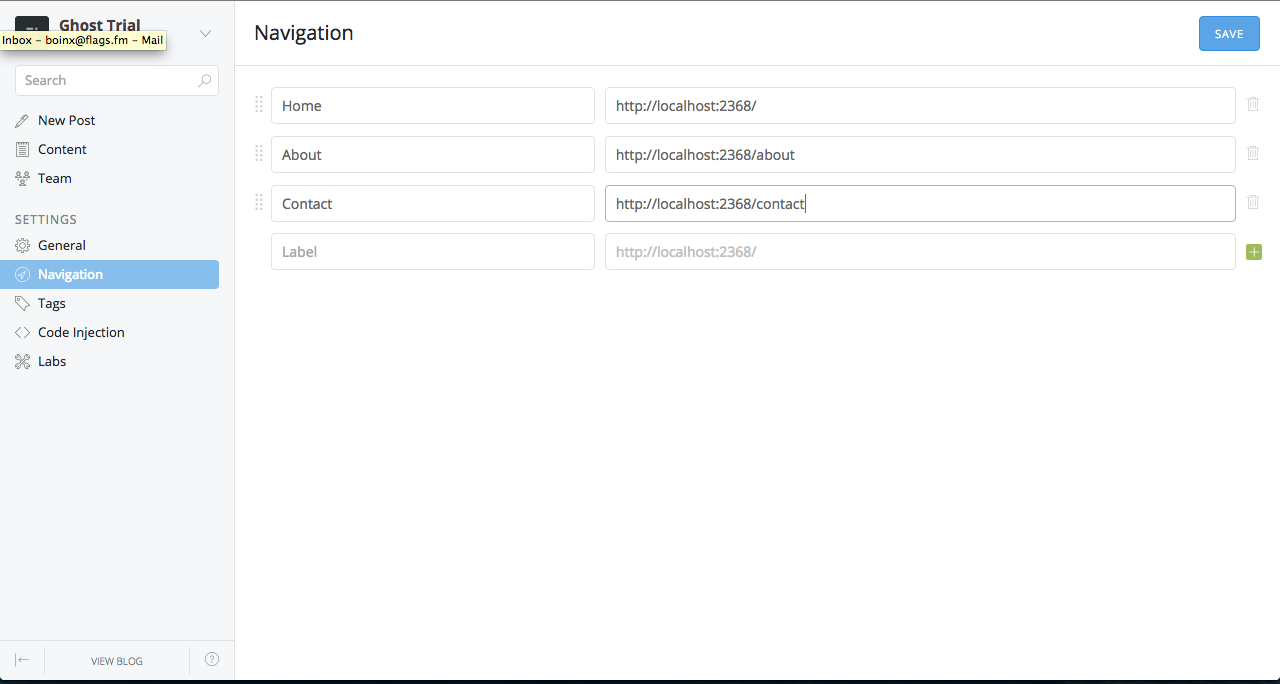 Ghost Trial
Inbox – boinx@flags.fm – Mail
Search
New Post
Content
Team
SETTINGS
General
Navigation
Tags
Code Injection
Labs
VIEW BLOG
?
Navigation
SAVE
Home http://localhost:2368/
About http://localhost:2368/about
Contact http://localhost:2368/contact
Label http://localhost:2368/